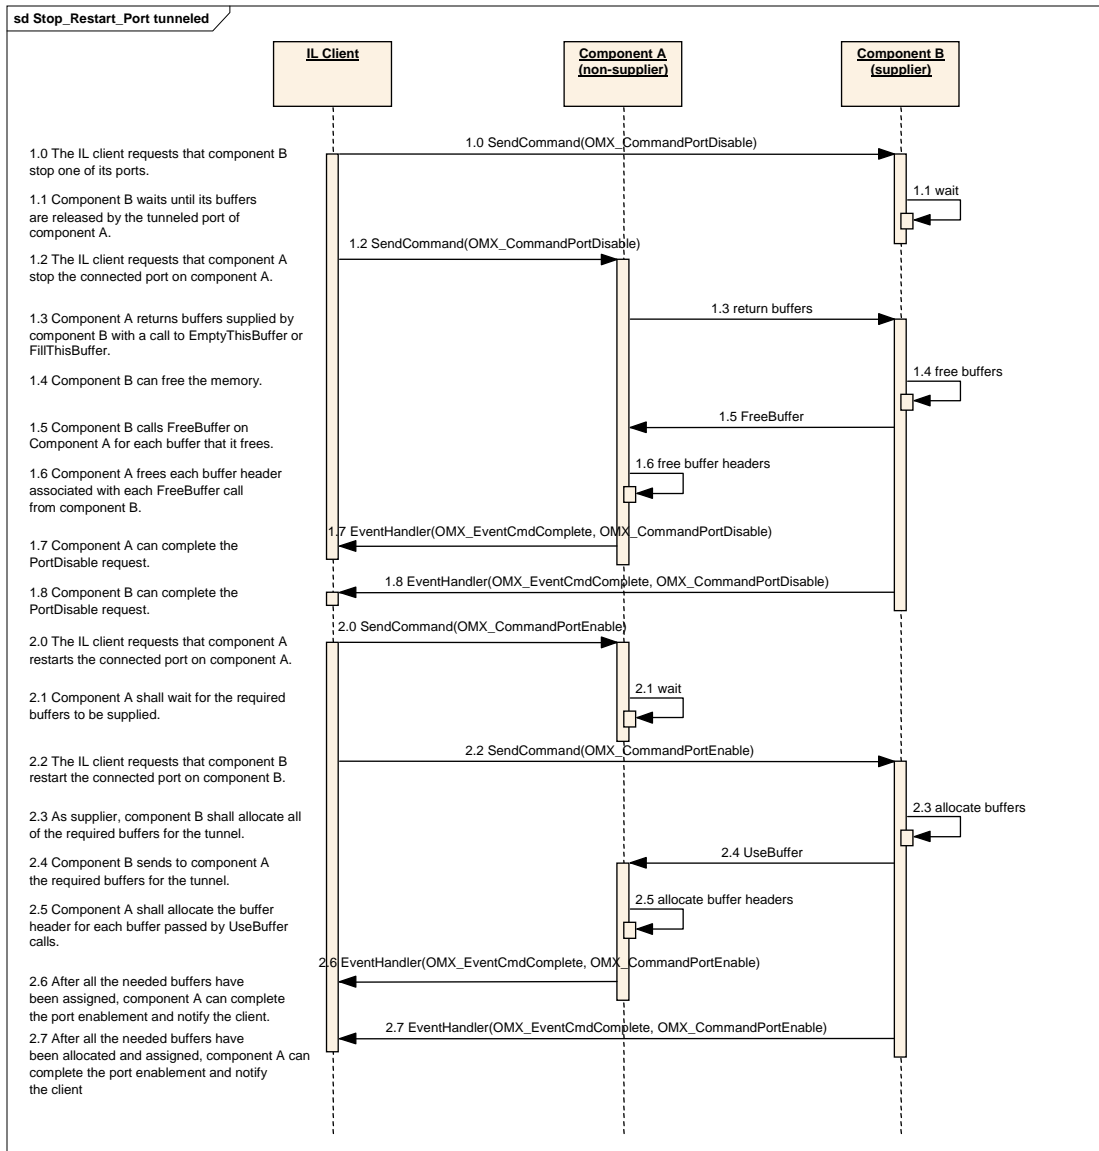 sd Stop_Restart_Port tunneled
IL Client
Component A
(non-supplier)
Component B
(supplier)
1.0 SendCommand(OMX_CommandPortDisable)
1.0 The IL client requests that component B
stop one of its ports.
1.1 Component B waits until its buffers
are released by the tunneled port of
component A.
1.1 wait
1.2 SendCommand(OMX_CommandPortDisable)
1.2 The IL client requests that component A
stop the connected port on component A.
1.3 return buffers
1.3 Component A returns buffers supplied by
component B with a call to EmptyThisBuffer or
FillThisBuffer.
1.4 Component B can free the memory.
1.4 free buffers
1.5 FreeBuffer
1.5 Component B calls FreeBuffer on
Component A for each buffer that it frees.
1.6 free buffer headers
1.6 Component A frees each buffer header
associated with each FreeBuffer call
from component B.
1.7 EventHandler(OMX_EventCmdComplete, OMX_CommandPortDisable)
1.7 Component A can complete the
PortDisable request.
1.8 EventHandler(OMX_EventCmdComplete, OMX_CommandPortDisable)
1.8 Component B can complete the
PortDisable request.
2.0 SendCommand(OMX_CommandPortEnable)
2.0 The IL client requests that component A
restarts the connected port on component A.
2.1 wait
2.1 Component A shall wait for the required
buffers to be supplied.
2.2 SendCommand(OMX_CommandPortEnable)
2.2 The IL client requests that component B
restart the connected port on component B.
2.3 allocate buffers
2.3 As supplier, component B shall allocate all
of the required buffers for the tunnel.
2.4 UseBuffer
2.4 Component B sends to component A
the required buffers for the tunnel.
2.5 allocate buffer headers
2.5 Component A shall allocate the buffer
header for each buffer passed by UseBuffer
calls.
2.6 EventHandler(OMX_EventCmdComplete, OMX_CommandPortEnable)
2.6 After all the needed buffers have
been assigned, component A can complete
the port enablement and notify the client.
2.7 EventHandler(OMX_EventCmdComplete, OMX_CommandPortEnable)
2.7 After all the needed buffers have
been allocated and assigned, component A can
complete the port enablement and notify
the client